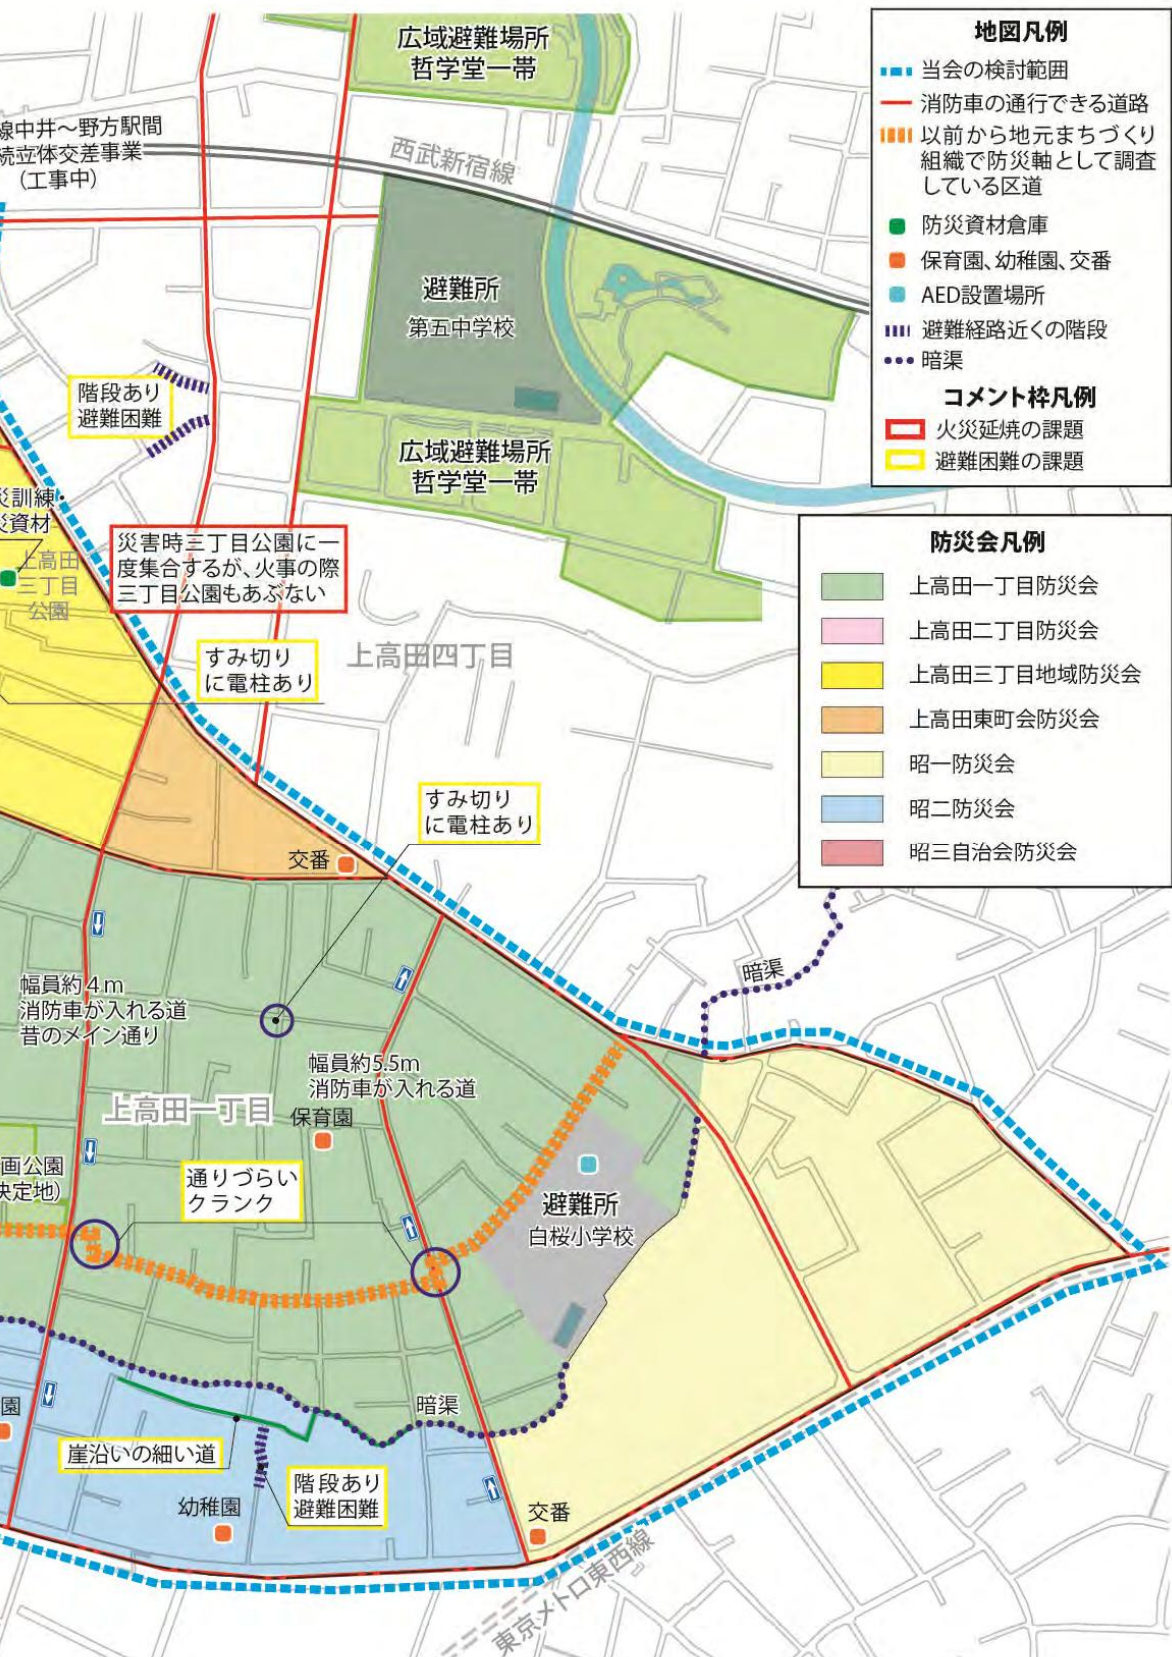 広域避難場所
哲学堂一帯
線中井～野方駅間
続立体交差事業
(工事中)
西武新宿線
避難所
第五中学校
階段あり
避難困難
広域避難場所
哲学堂一帯
災訓練・
災資材
上高田
三丁目
公園
災害時三丁目公園に一
度集合するが、火事の際
三丁目公園もあぶない
すみ切り
に電柱あり
上高田四丁目
すみ切り
に電柱あり
交番
暗渠
幅員約４ｍ
消防車が入れる道
昔のメイン通り
幅員約5.5m
消防車が入れる道
上高田一丁目
保育園
画公園
決定地)
通りづらい
クランク
避難所
白桜小学校
園
暗渠
崖沿いの細い道
階段あり
避難困難
幼稚園
交番
東京メトロ東西線
地図凡例
当会の検討範囲
消防車の通行できる道路
以前から地元まちづくり
組織で防災軸として調査
している区道
防災資材倉庫
保育園、幼稚園、交番
AED設置場所
避難経路近くの階段
暗渠
コメント枠凡例
火災延焼の課題
避難困難の課題
防災会凡例
上高田一丁目防災会
上高田二丁目防災会
上高田三丁目地域防災会
上高田東町会防災会
昭一防災会
昭二防災会
昭三自治会防災会